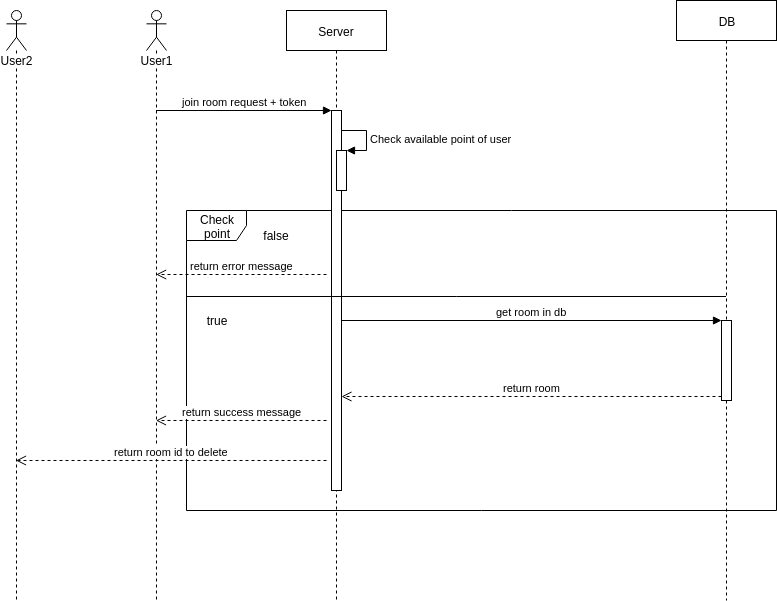 User2
User1
Server
DB
join room request + token
Check available point of user
Check
point
false
return error message
true
get room in db
return room
return success message
return room id to delete